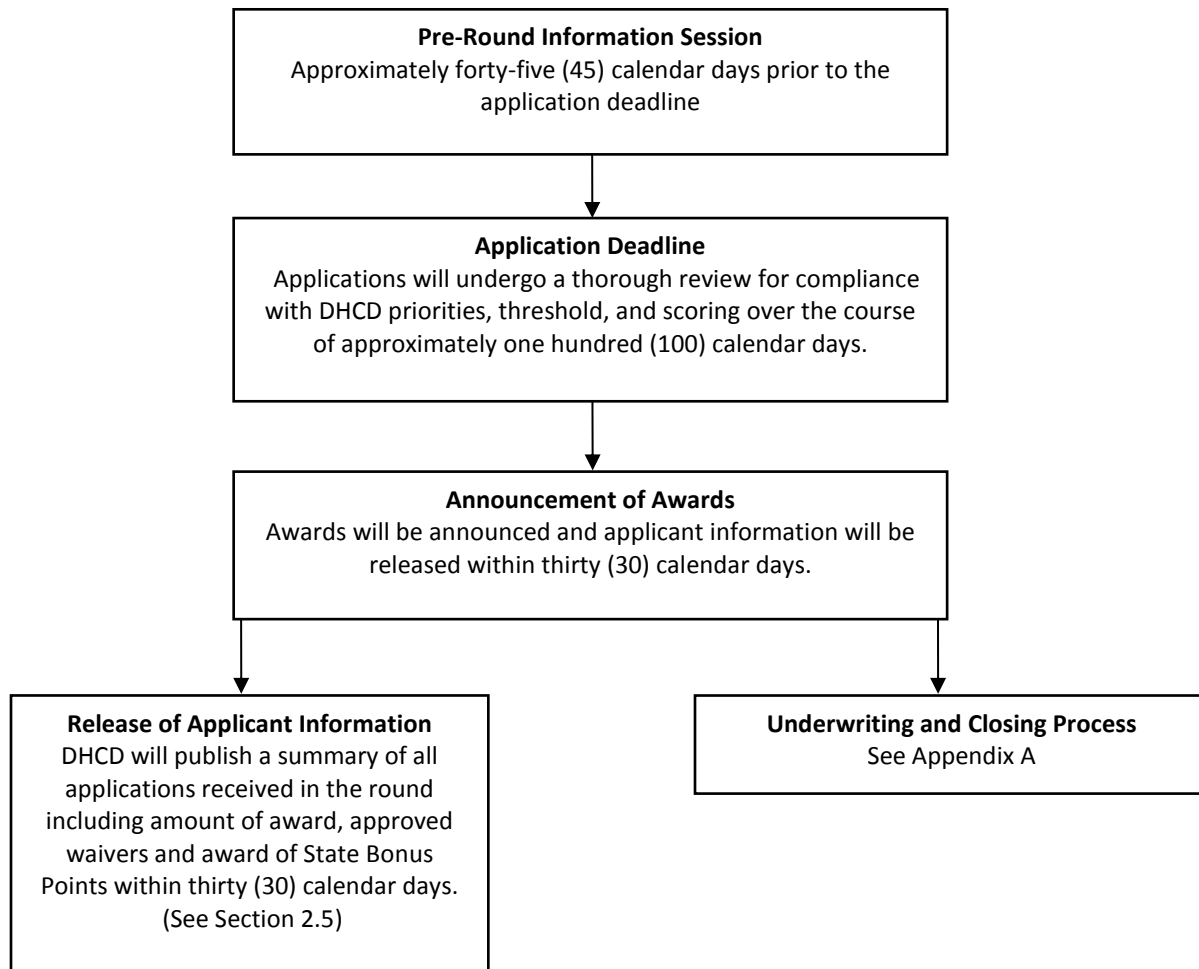 Pre-Round Information Session
Approximately forty-five (45) calendar days prior to the
application deadline
Application Deadline
Applications will undergo a thorough review for compliance
with DHCD priorities, threshold, and scoring over the course
of approximately one hundred (100) calendar days.
Announcement of Awards
Awards will be announced and applicant information will be
released within thirty (30) calendar days.
Release of Applicant Information
DHCD will publish a summary of all
applications received in the round
including amount of award, approved
waivers and award of State Bonus
Points within thirty (30) calendar days.
(See Section 2.5)
Underwriting and Closing Process
See Appendix A